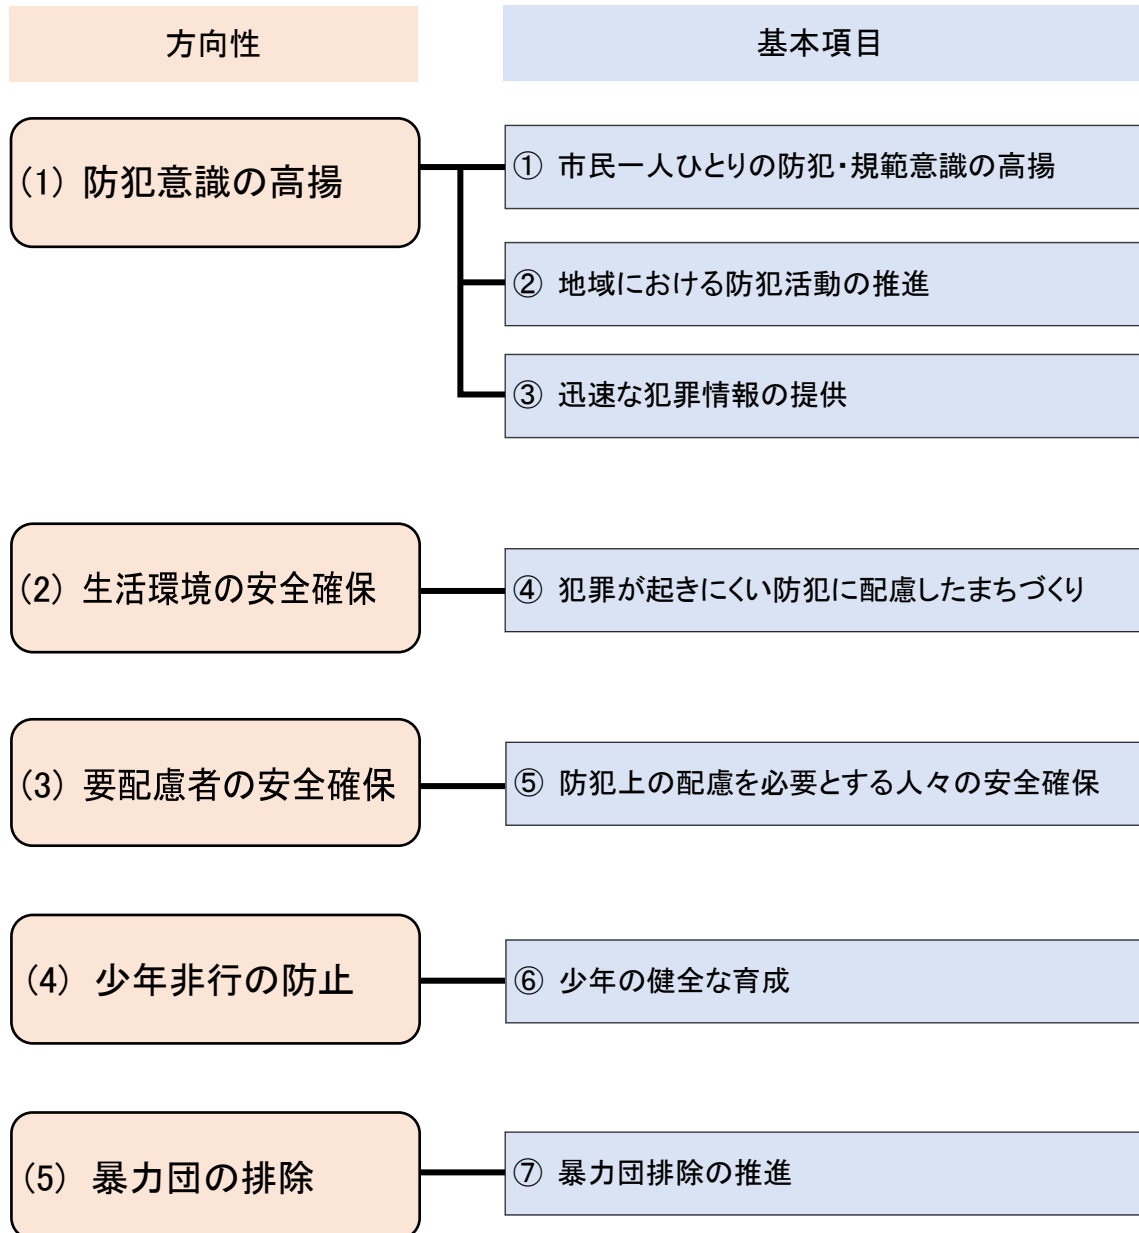 方向性
基本項目
(1) 防犯意識の高揚
① 市民一人ひとりの防犯・規範意識の高揚
② 地域における防犯活動の推進
③ 迅速な犯罪情報の提供
(2) 生活環境の安全確保
④ 犯罪が起きにくい防犯に配慮したまちづくり
(3) 要配慮者の安全確保
⑤ 防犯上の配慮を必要とする人々の安全確保
(4) 少年非行の防止
⑥ 少年の健全な育成
(5) 暴力団の排除
⑦ 暴力団排除の推進